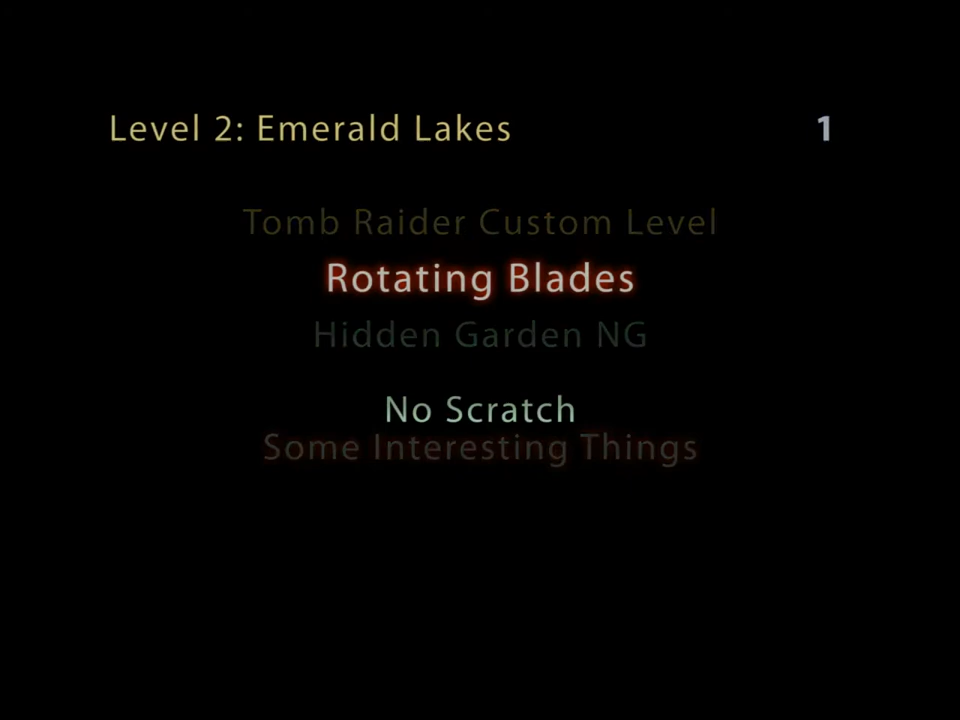 Level 2: Emerald Lakes 1
Tomb Raider Custom Level
Rotating Blades
Hidden Garden NG
No Scratch
Some Interesting Things